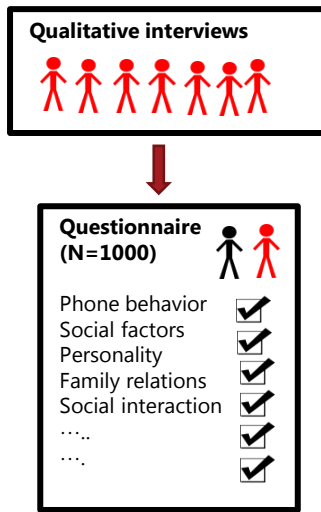 Qualitative interviews
Questionnaire
(N=1000)
Phone behavior
Social factors
Personality
Family relations
Social interaction
…..
….